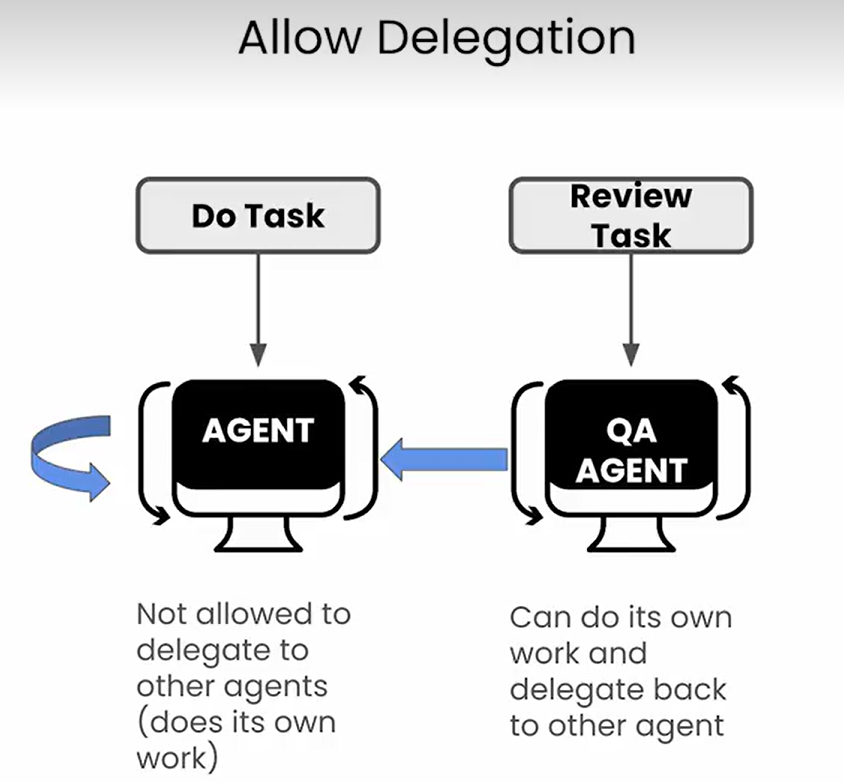 Allow Delegation
Do Task
Review
Task
AGENT
QA
AGENT
Not allowed to
delegate to
other agents
(does its own
work)
Can do its own
work and
delegate back
to other agent